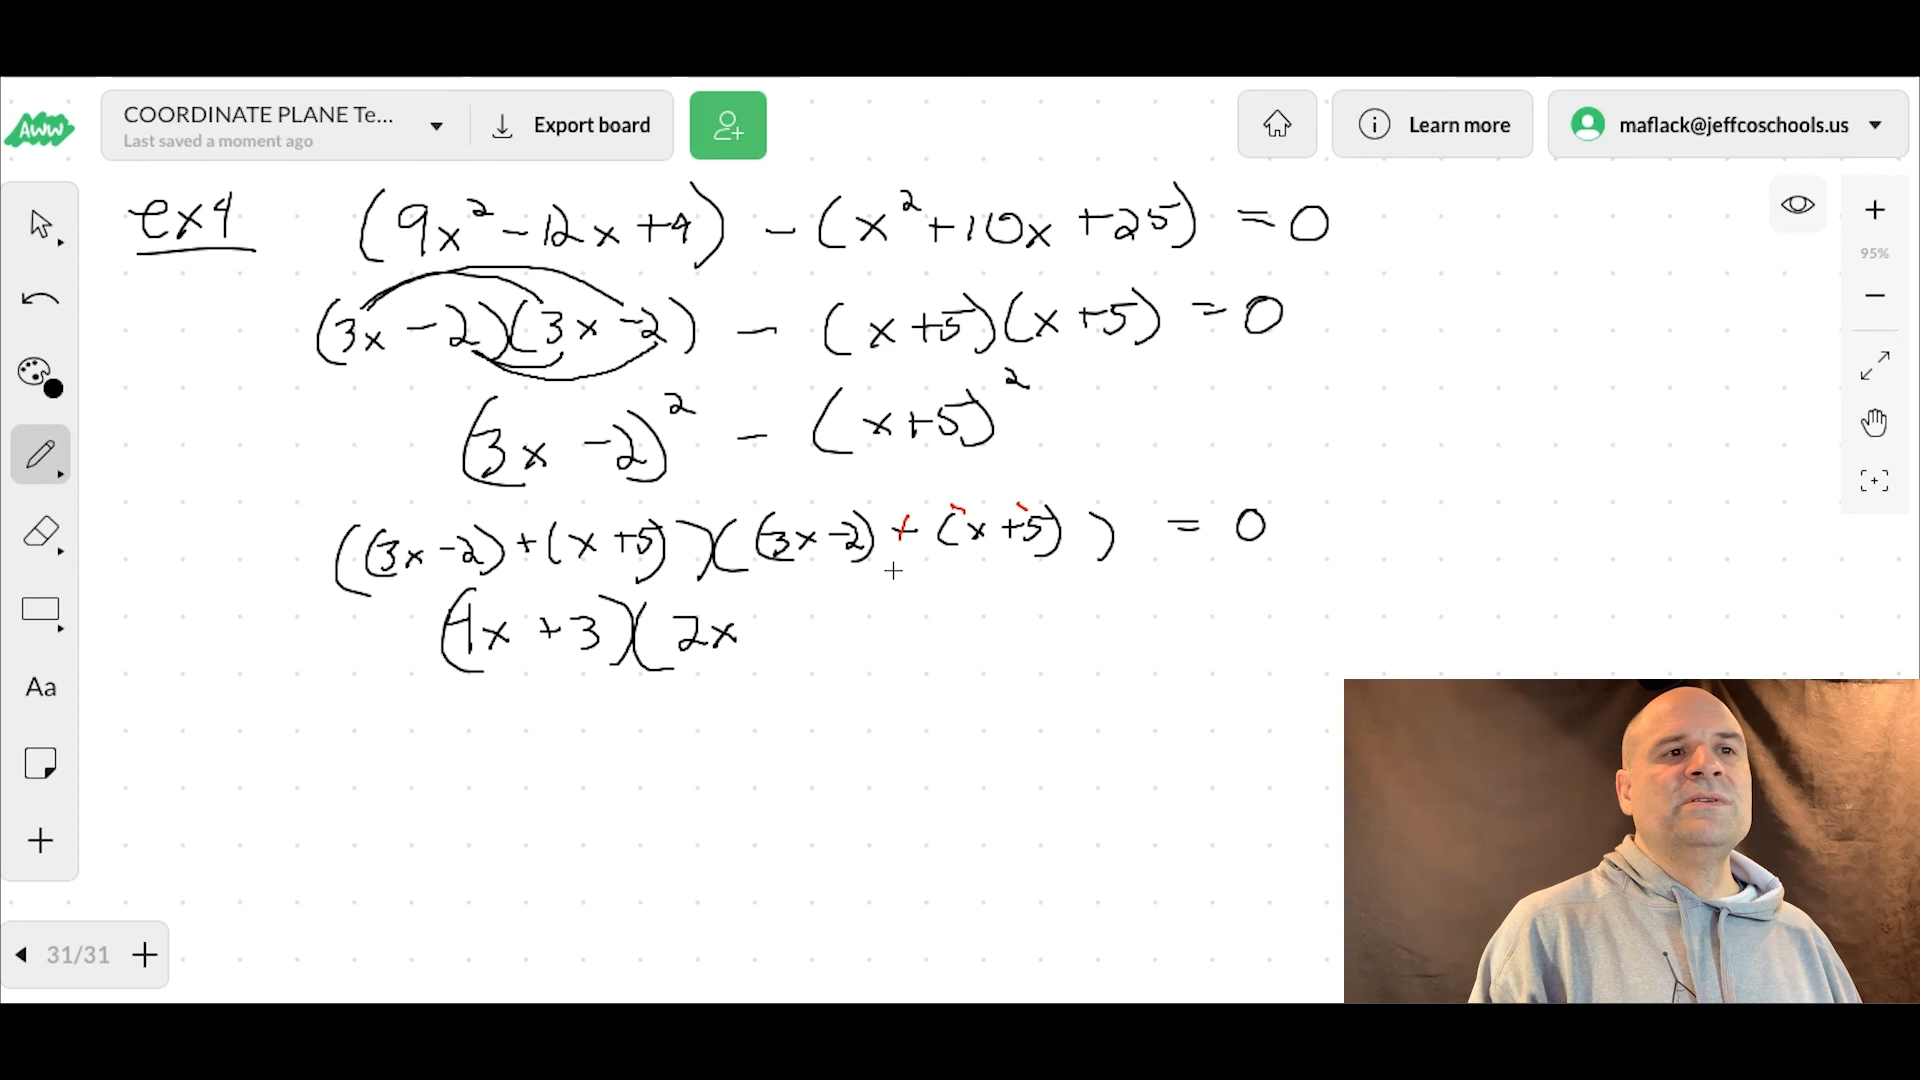 AWW
COORDINATE PLANE Te...
Last saved a moment ago
Export board
Learn more
maflack@jeffcoschools.us
ex4 (9x² - 12x + 4) - (x² + 10x + 25) = 0
95%
(3x - 2)(3x - 2) - (x + 5)(x + 5) = 0
(3x - 2)² - (x + 5)²
((3x - 2) + (x + 5))((3x - 2) + (-x + -5)) = 0
(4x + 3)(2x
Aa
31/31